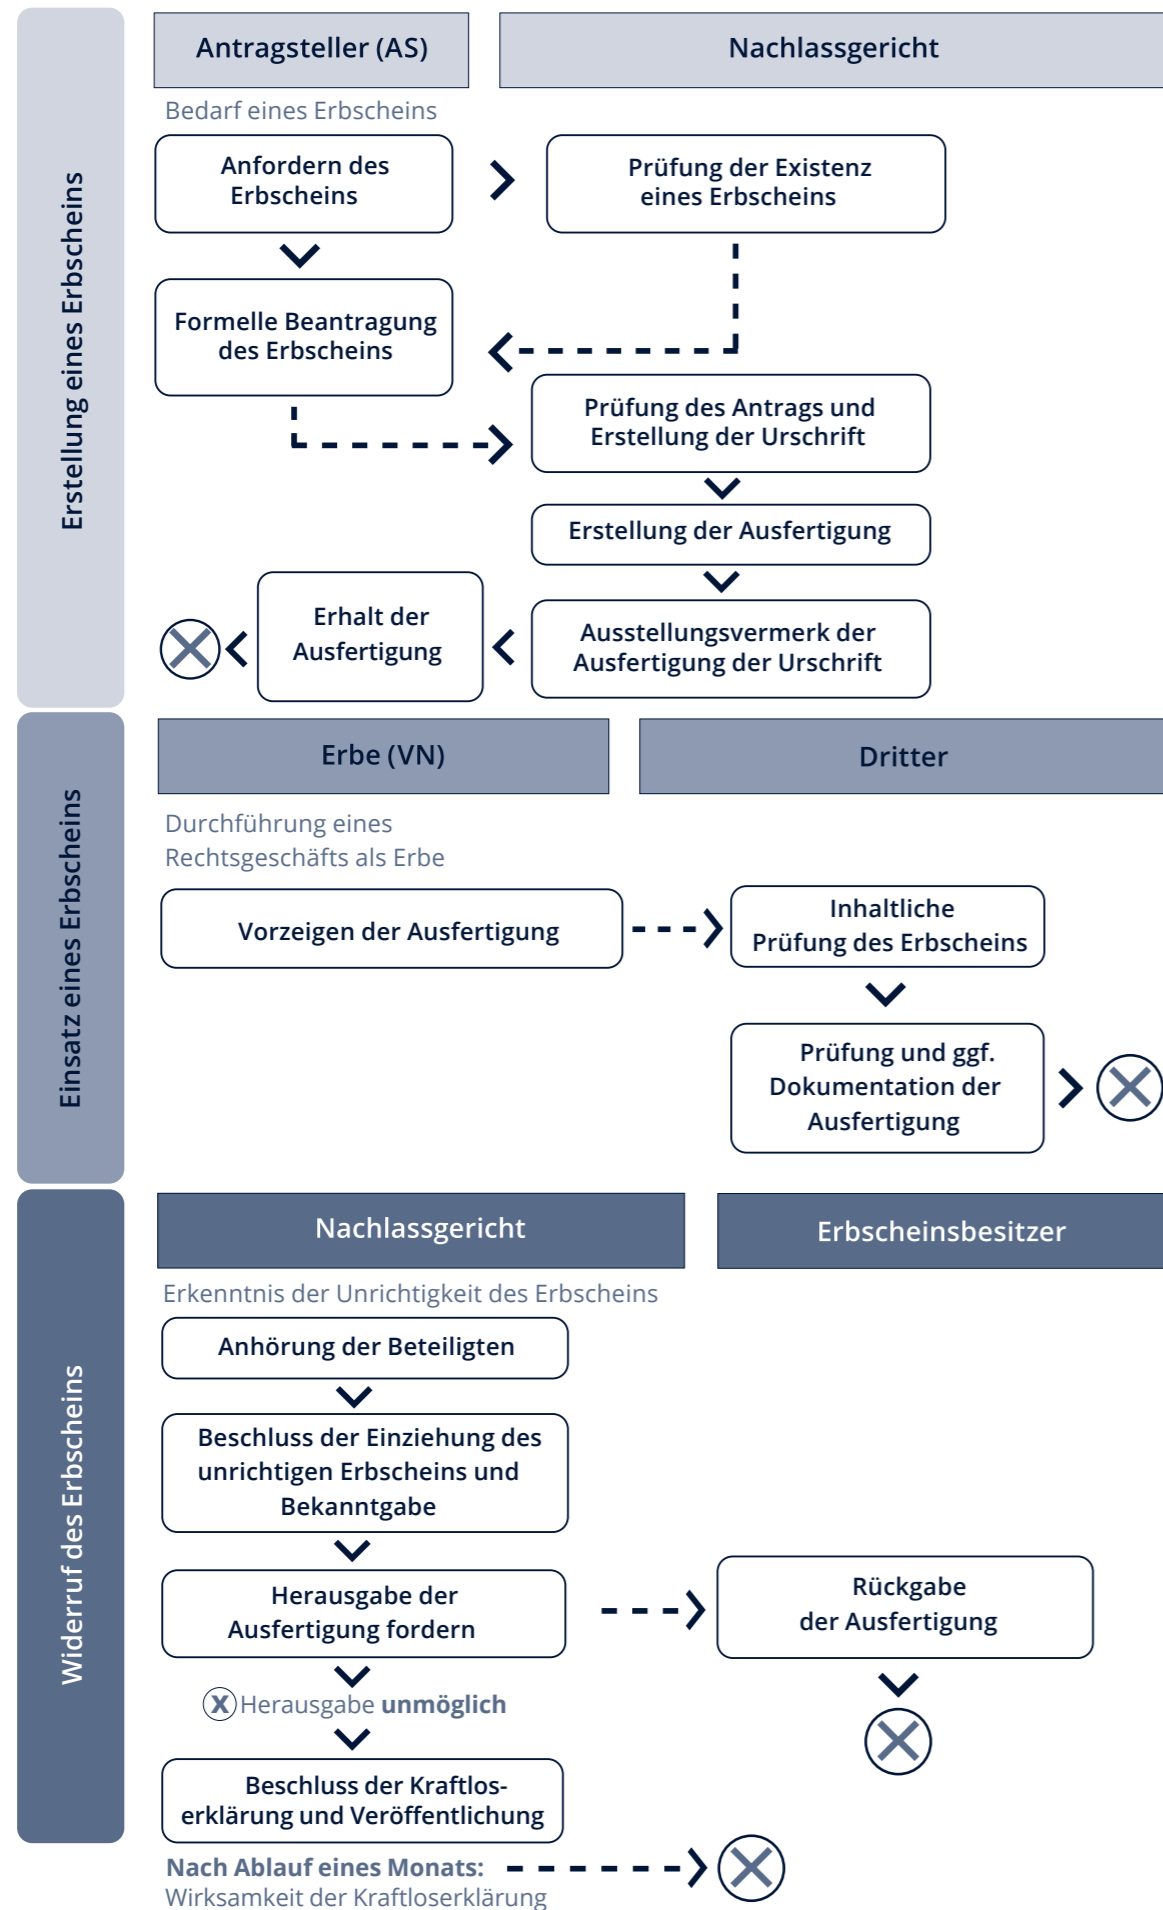 Erstellung eines Erbscheins
Antragsteller (AS)
Nachlassgericht
Bedarf eines Erbscheins
Anfordern des
Erbscheins
Prüfung der Existenz
eines Erbscheins
Formelle Beantragung
des Erbscheins
Prüfung des Antrags und
Erstellung der Urschrift
Erstellung der Ausfertigung
Ausstellungsvermerk der
Ausfertigung der Urschrift
Erhalt der
Ausfertigung
Einsatz eines Erbscheins
Erbe (VN)
Dritter
Durchführung eines
Rechtsgeschäfts als Erbe
Vorzeigen der Ausfertigung
Inhaltliche
Prüfung des Erbscheins
Prüfung und ggf.
Dokumentation der
Ausfertigung
Widerruf des Erbscheins
Nachlassgericht
Erbscheinsbesitzer
Erkenntnis der Unrichtigkeit des Erbscheins
Anhörung der Beteiligten
Beschluss der Einziehung des
unrichtigen Erbscheins und
Bekanntgabe
Herausgabe der
Ausfertigung fordern
Rückgabe
der Ausfertigung
X Herausgabe unmöglich
Beschluss der Kraftlos-
erklärung und Veröffentlichung
Nach Ablauf eines Monats:
Wirksamkeit der Kraftloserklärung